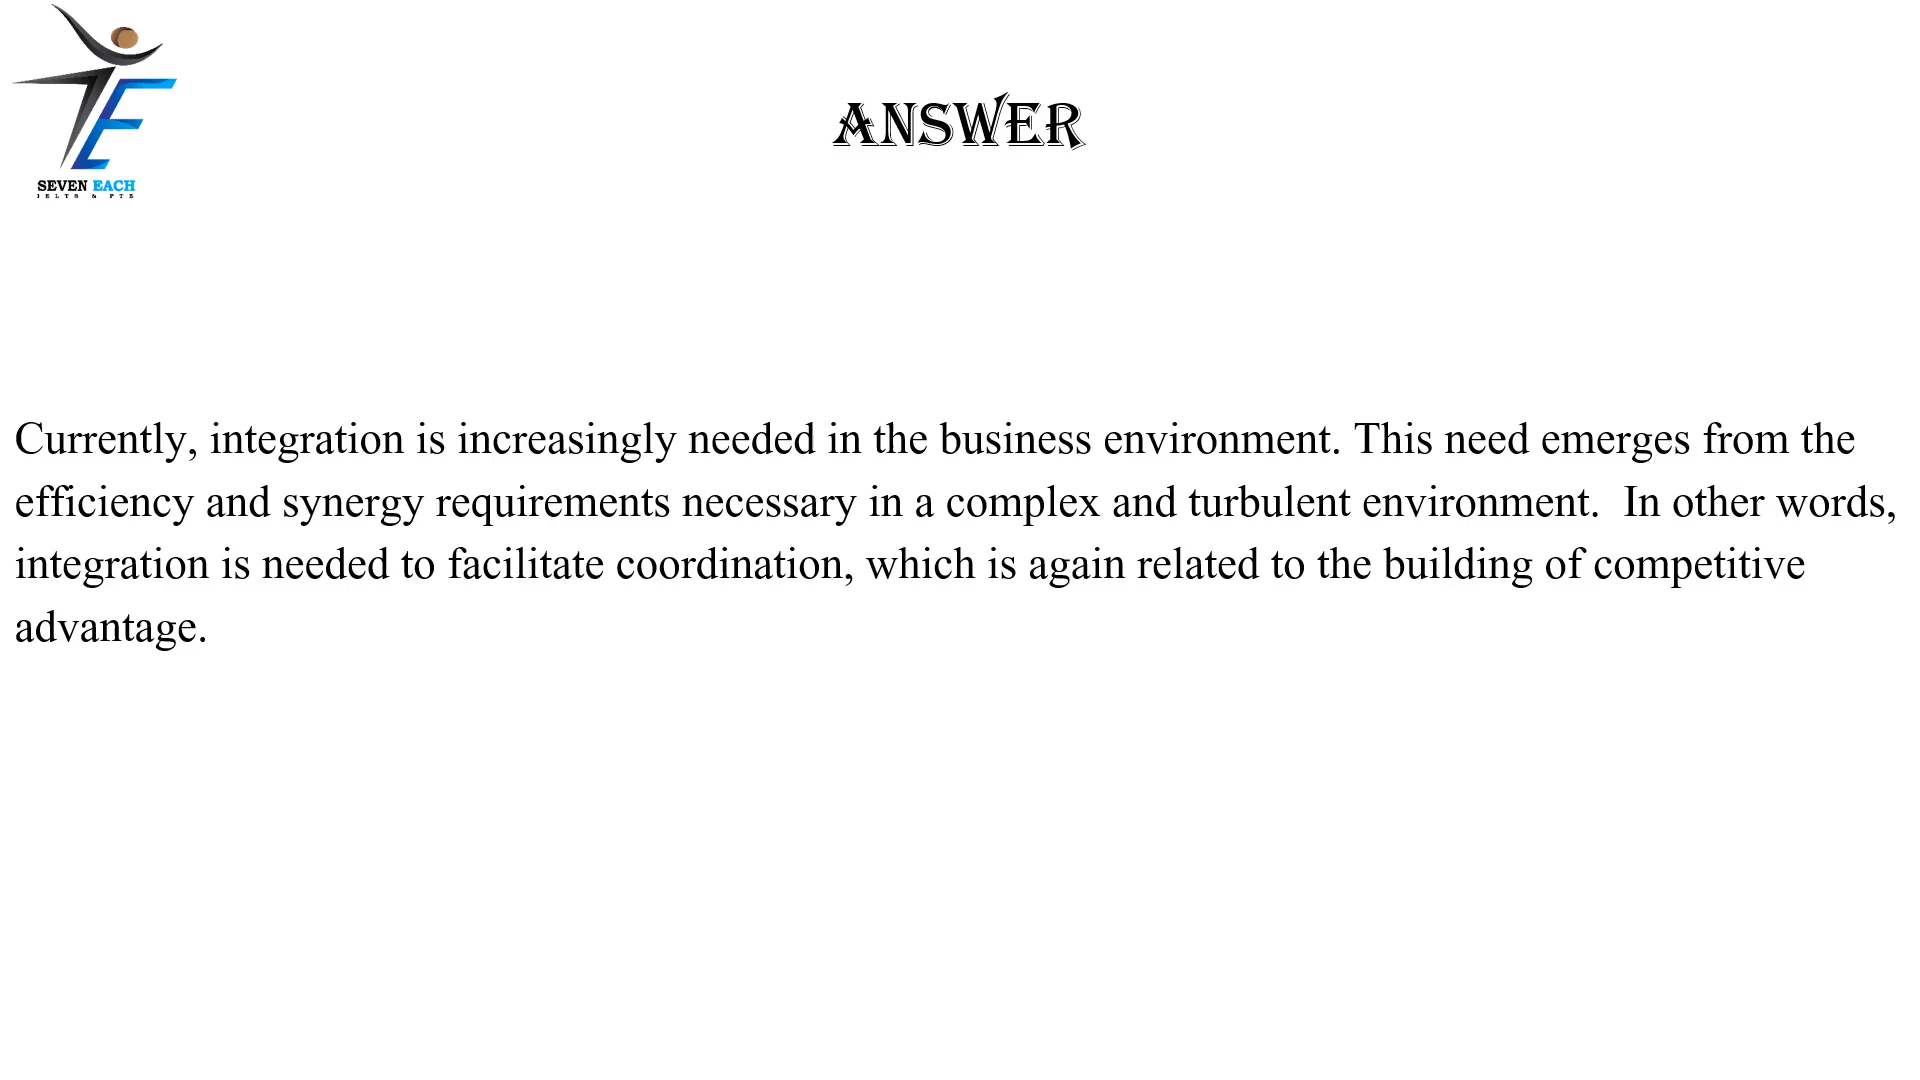 SEVEN EACH
IELTS & PTE
ANSWER
Currently, integration is increasingly needed in the business environment. This need emerges from the
efficiency and synergy requirements necessary in a complex and turbulent environment.  In other words,
integration is needed to facilitate coordination, which is again related to the building of competitive
advantage.